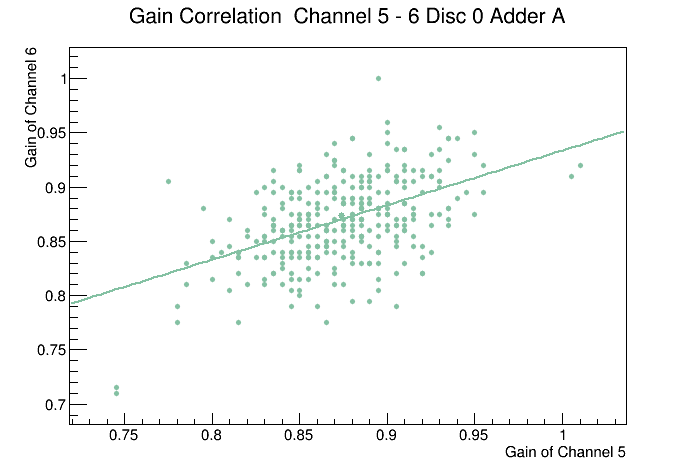 Gain Correlation  Channel 5 - 6 Disc 0 Adder A
Gain of Channel 6
1
0.95
0.9
0.85
0.8
0.75
0.7
0.75 0.8 0.85 0.9 0.95 1
Gain of Channel 5